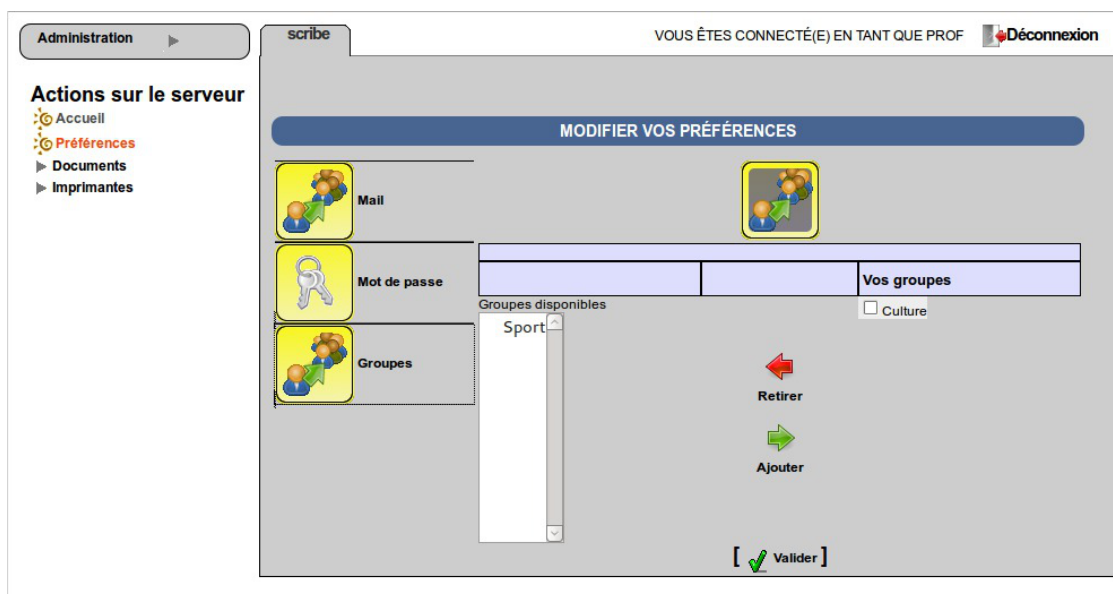 Administration
scribe
VOUS ÊTES CONNECTÉ(E) EN TANT QUE PROF
Déconnexion
Actions sur le serveur
Accueil
Préférences
Documents
Imprimantes
MODIFIER VOS PRÉFÉRENCES
Mail
Mot de passe
Groupes
Vos groupes
Groupes disponibles
Culture
Sport
Retirer
Ajouter
[ Valider ]